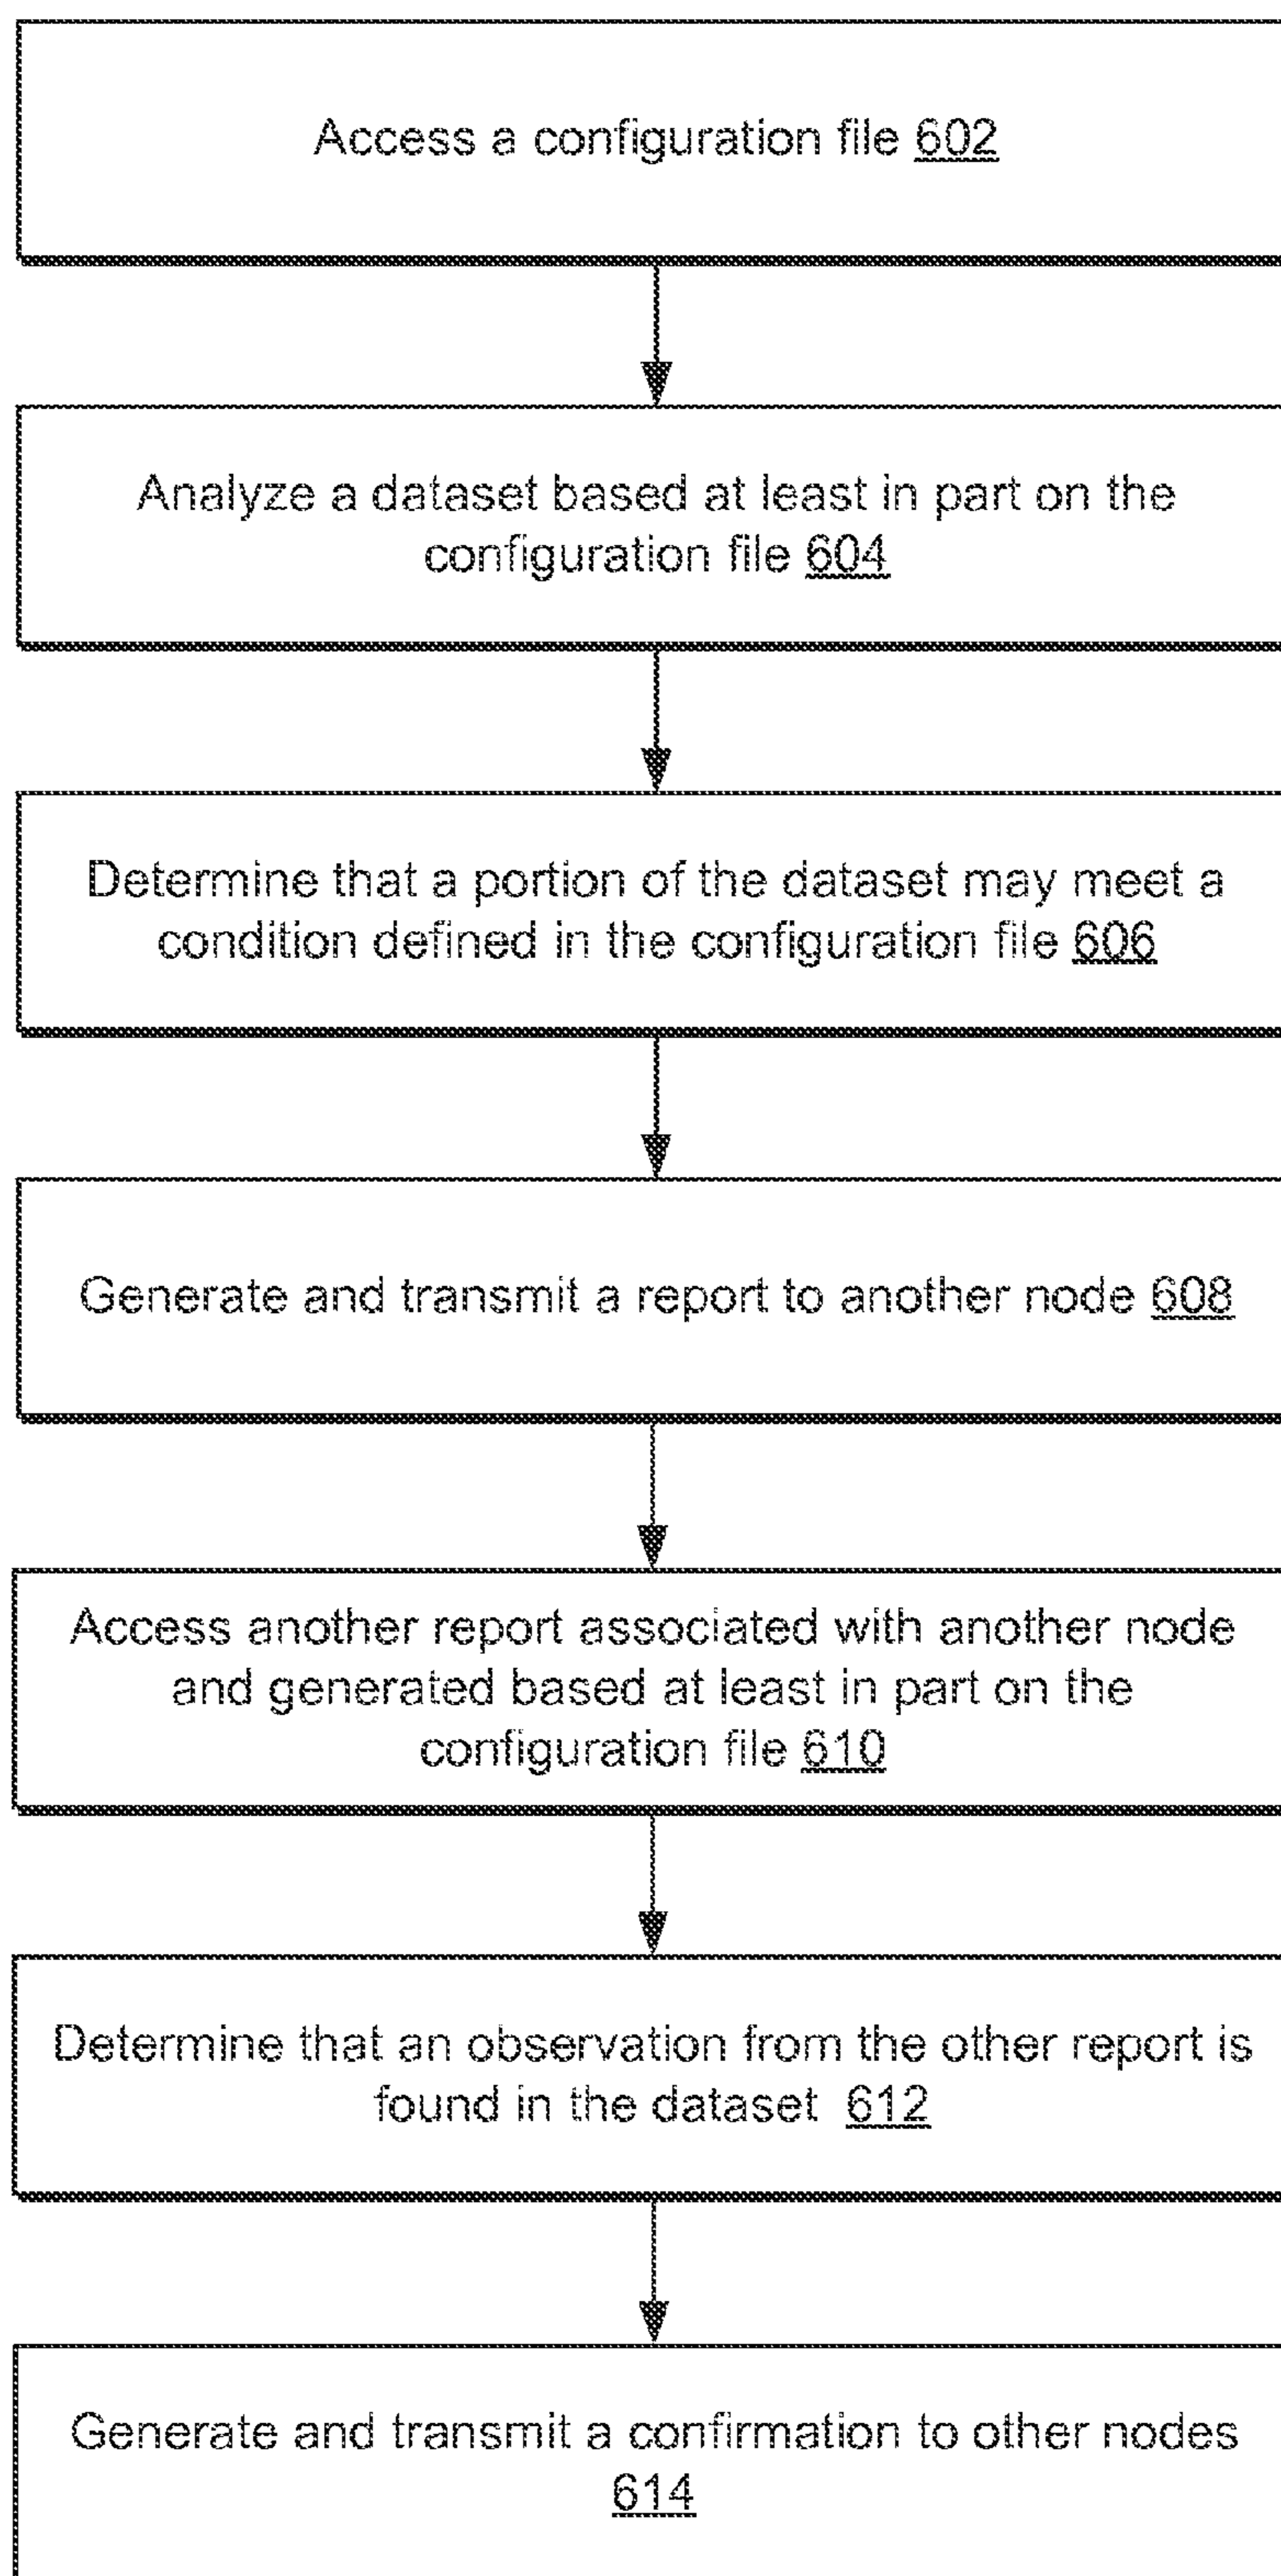 Access a configuration file 602
Analyze a dataset based at least in part on the
configuration file 604
Determine that a portion of the dataset may meet a
condition defined in the configuration file 606
Generate and transmit a report to another node 608
Access another report associated with another node
and generated based at least in part on the
configuration file 610
Determine that an observation from the other report is
found in the dataset 612
Generate and transmit a confirmation to other nodes
614